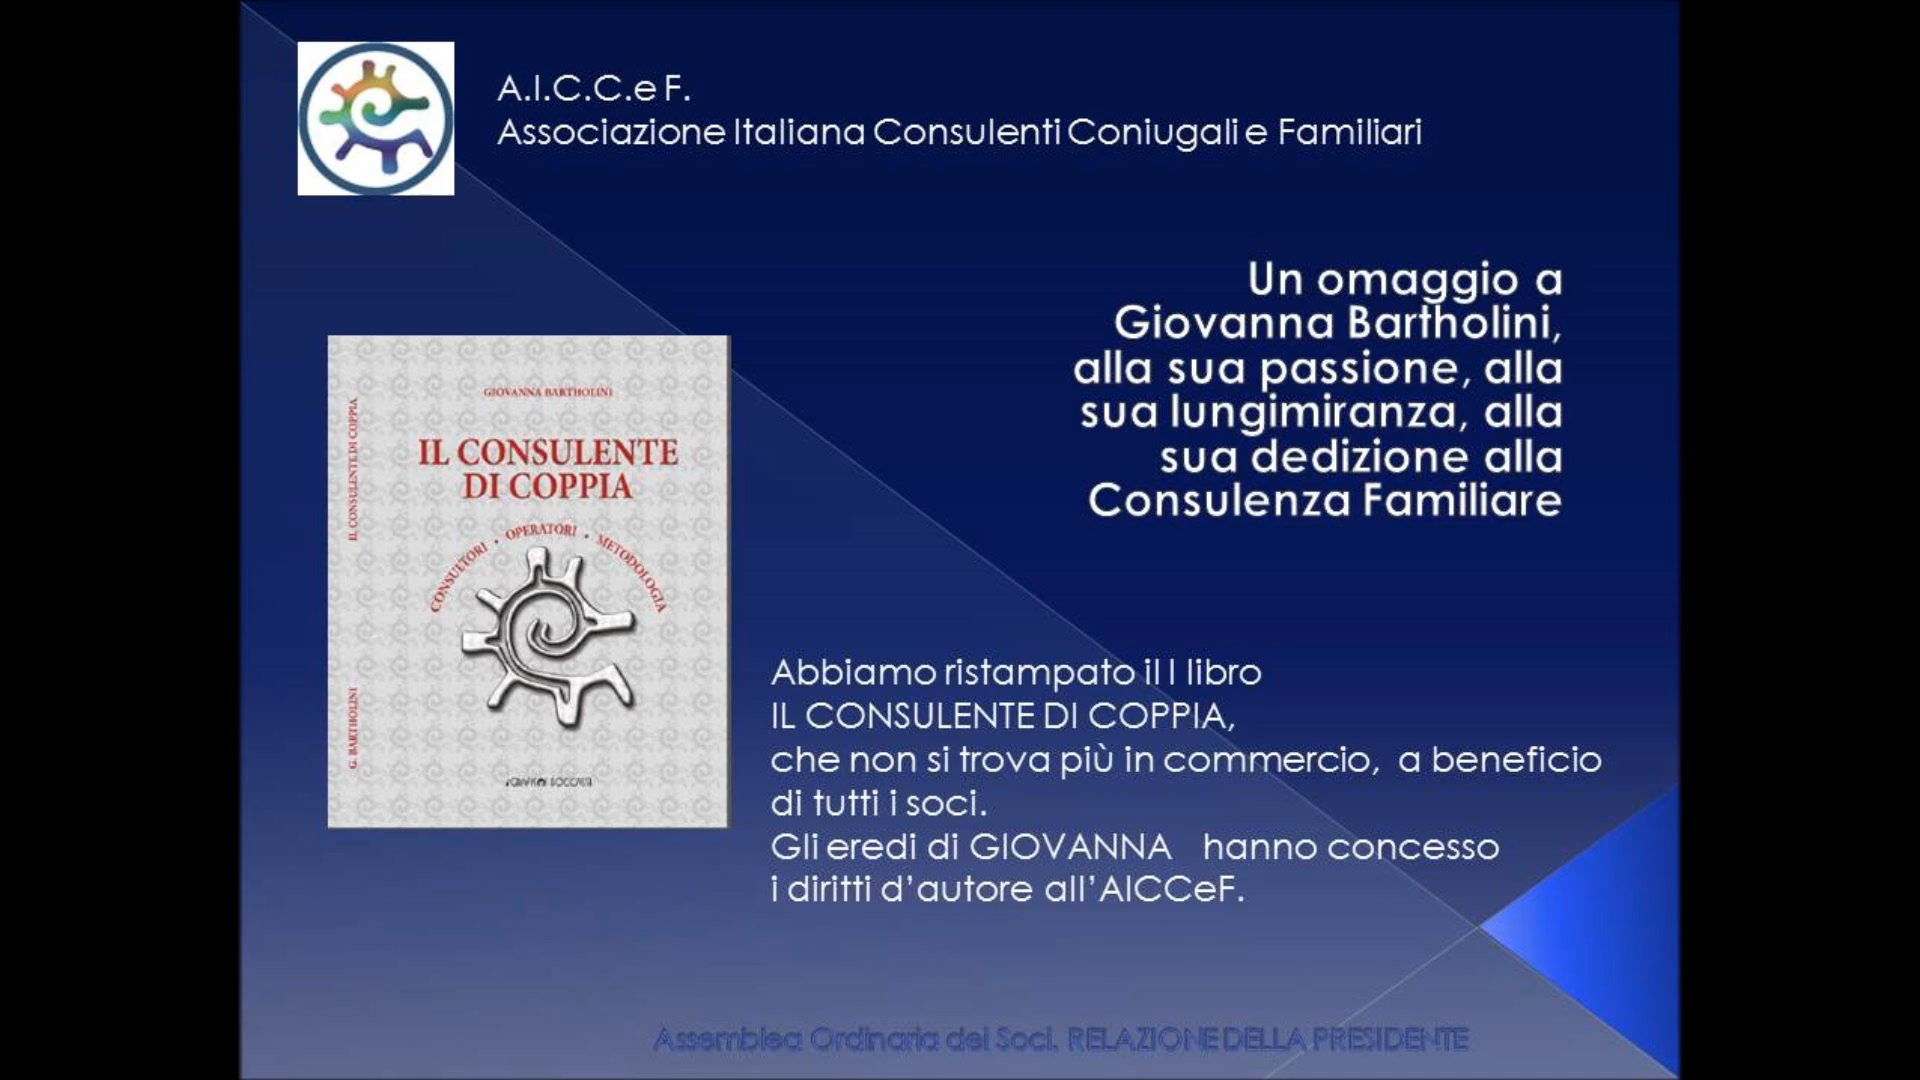 A.I.C.C.e F.
Associazione Italiana Consulenti Coniugali e Familiari
Un omaggio a
Giovanna Bartholini,
alla sua passione, alla
sua lungimiranza, alla
sua dedizione alla
Consulenza Familiare
IL CONSULENTE DI COPPIA
G. BARTHOLINI
GIOVANNA BARTHOLINI
IL CONSULENTE
DI COPPIA
CONSULTORI • OPERATORI • METODOLOGIA
Abbiamo ristampato il I libro
IL CONSULENTE DI COPPIA,
che non si trova più in commercio, a beneficio
di tutti i soci.
Gli eredi di GIOVANNA hanno concesso
i diritti d'autore all'AICCeF.
Assemblea Ordinaria dei Soci. RELAZIONE DELLA PRESIDENTE